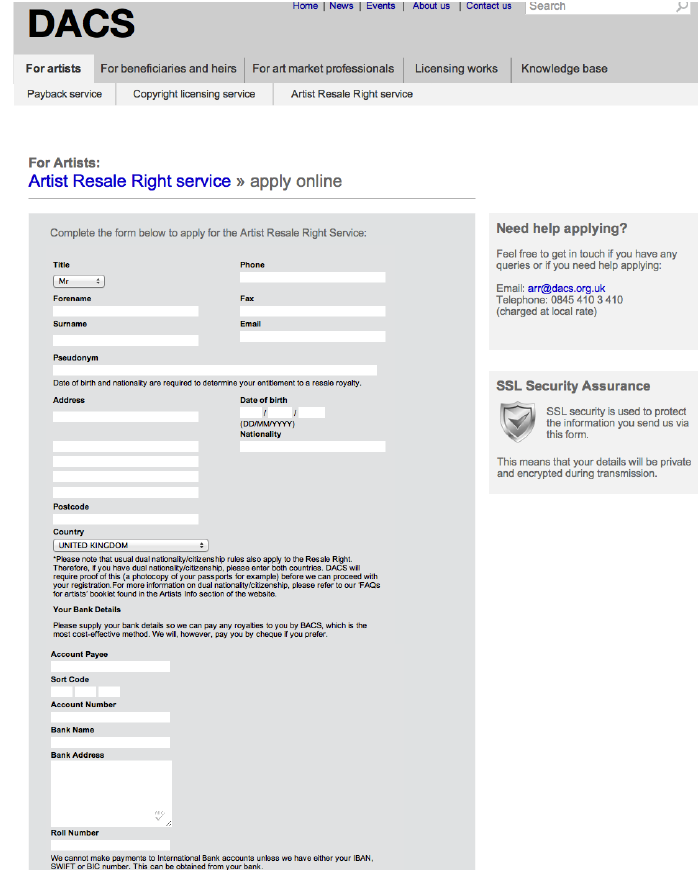 Home | News | Events | About us | Contact us Search
DACS
For artists For beneficiaries and heirs For art market professionals Licensing works Knowledge base
Payback service Copyright licensing service Artist Resale Right service
For Artists:
Artist Resale Right service » apply online
Complete the form below to apply for the Artist Resale Right Service:
Title Phone
Mr
Forename Fax
Surname Email
Pseudonym
Date of birth and nationality are required to determine your entitlement to a resale royalty.
Address Date of birth
/ /
(DD/MM/YYYY)
Nationality
Postcode
Country
UNITED KINGDOM
*Please note that usual dual nationality/citizenship rules also apply to the Resale Right.
Therefore, if you have dual nationality/citizenship, please enter both countries. DACS will
require proof of this (a photocopy of your passports for example) before we can proceed with
your registration.For more information on dual nationality/citizenship, please refer to our 'FAQs
for artists' booklet found in the Artists Info section of the website.
Your Bank Details
Please supply your bank details so we can pay any royalties to you by BACS, which is the
most cost-effective method. We will, however, pay you by cheque if you prefer.
Account Payee
Sort Code
Account Number
Bank Name
Bank Address
Roll Number
We cannot make payments to International Bank accounts unless we have either your IBAN,
SWIFT or BIC number. This can be obtained from your bank.
Need help applying?
Feel free to get in touch if you have any
queries or if you need help applying:
Email: arr@dacs.org.uk
Telephone: 0845 410 3 410
(charged at local rate)
SSL Security Assurance
SSL security is used to protect
the information you send us via
this form.
This means that your details will be private
and encrypted during transmission.